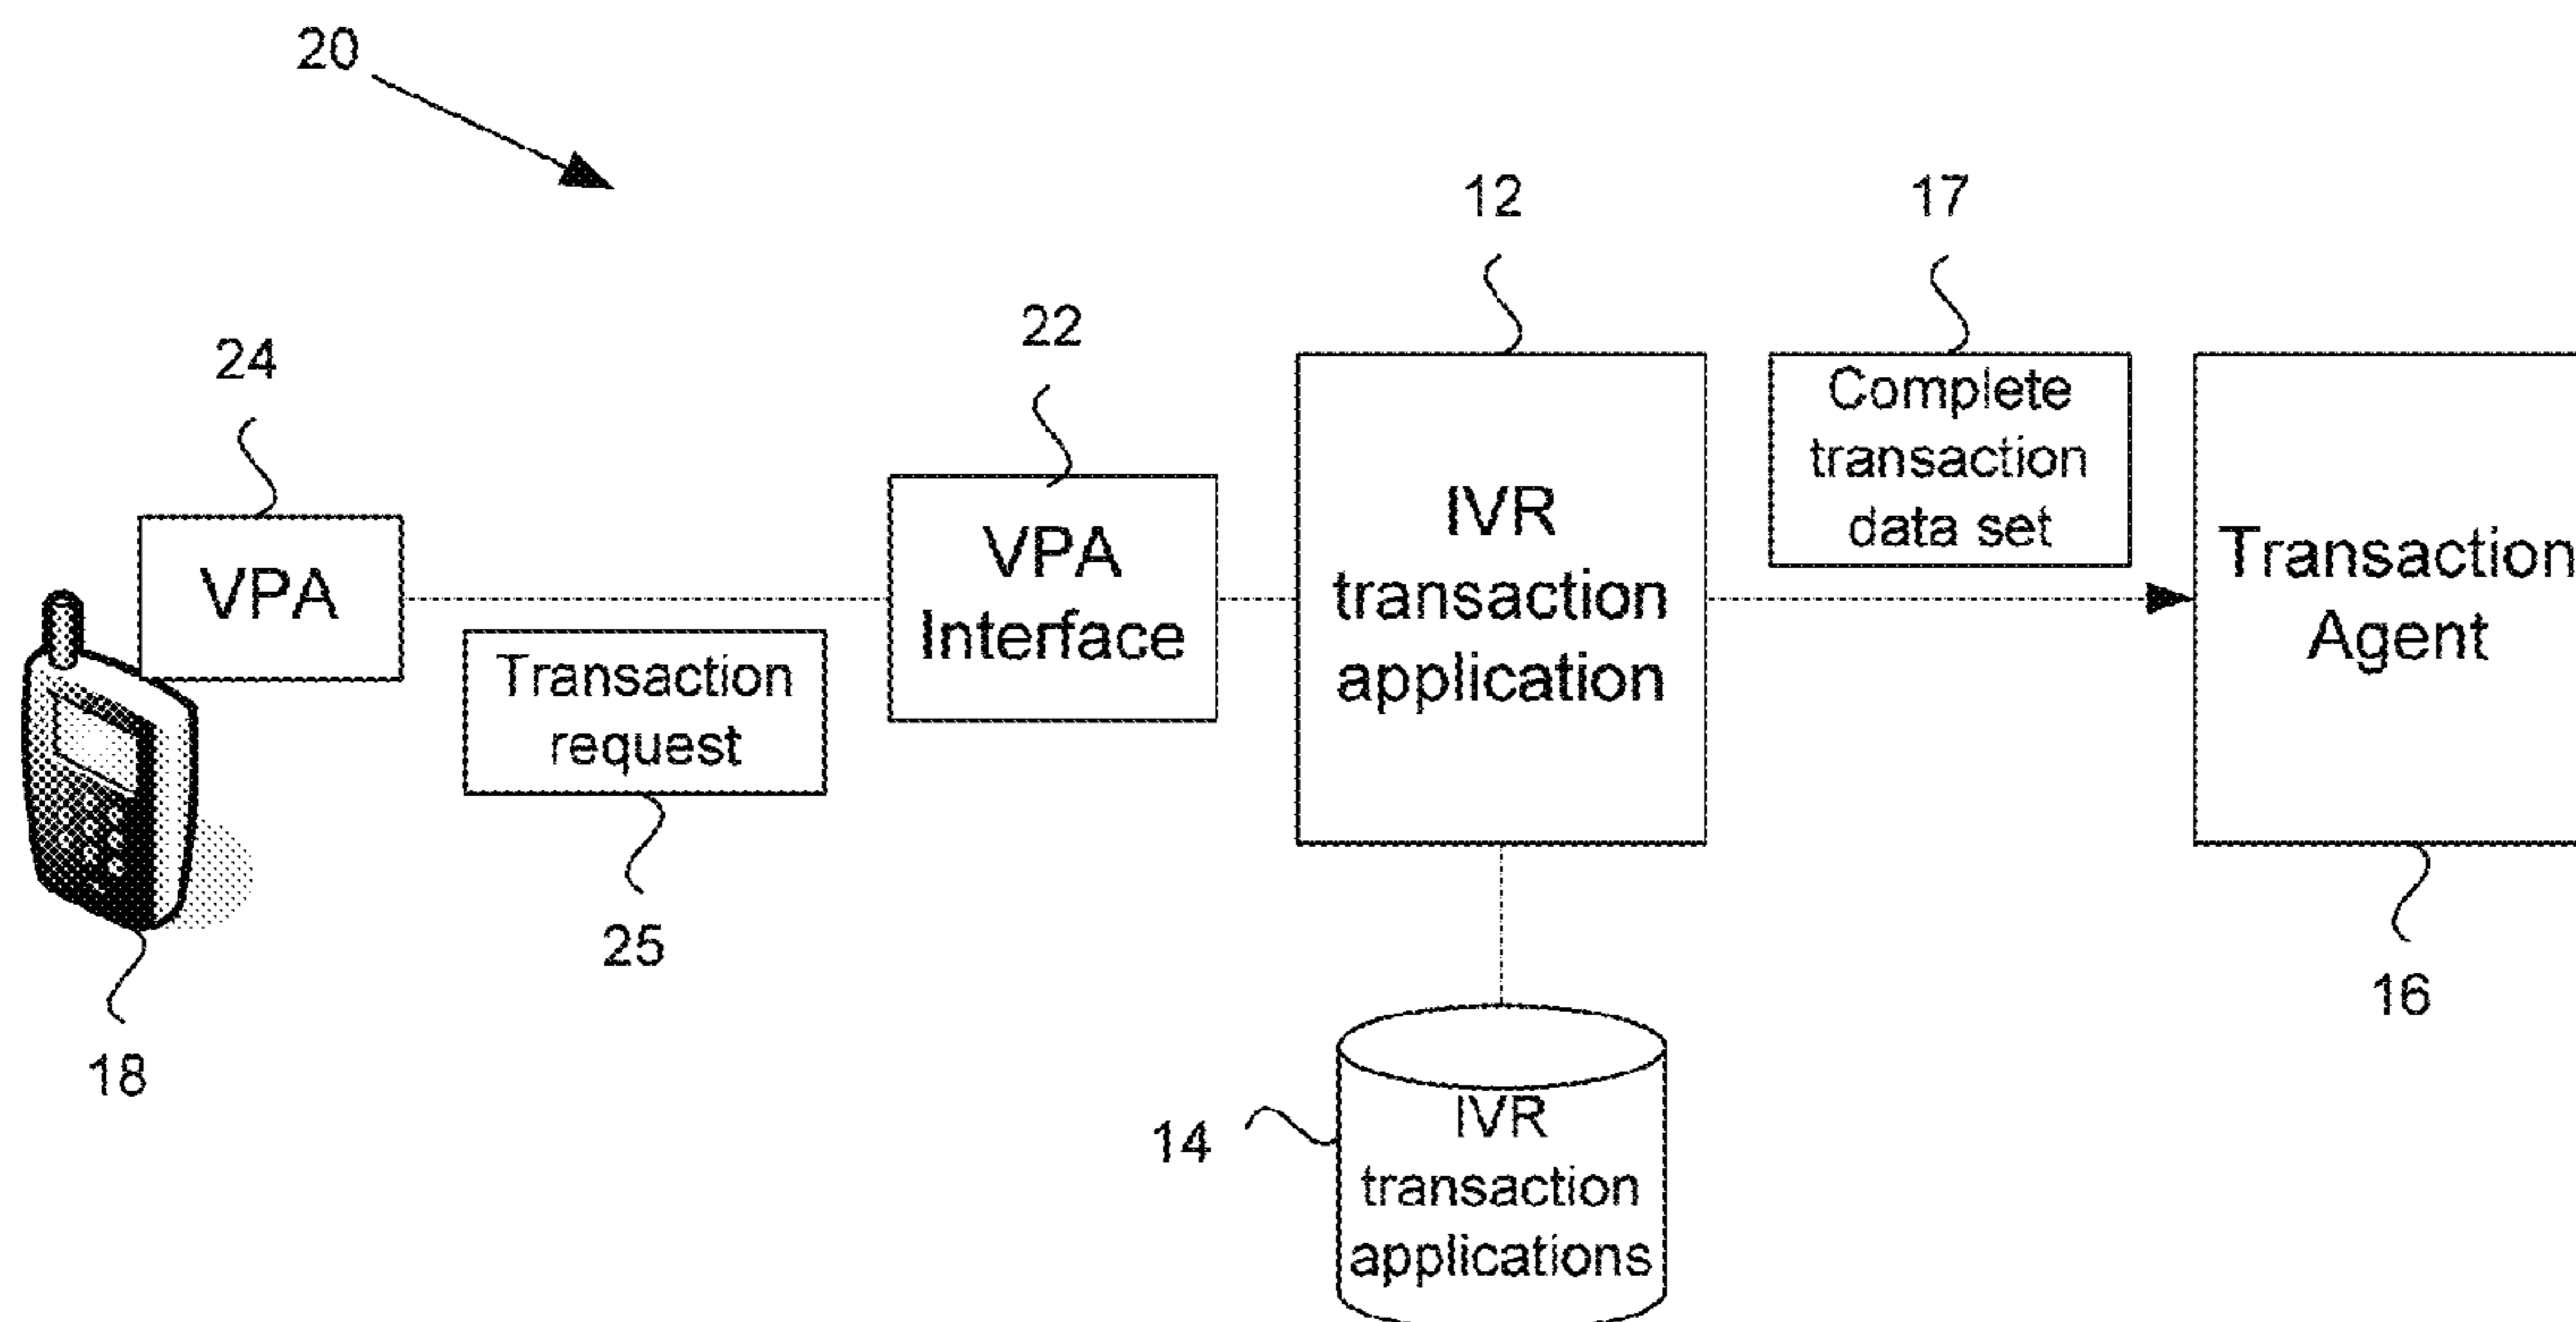 20
12
17
22
24
Complete
transaction
data set
IVR
transaction
application
VPA
Interface
Transaction
Agent
VPA
Transaction
request
25
16
18
14
IVR
transaction
applications